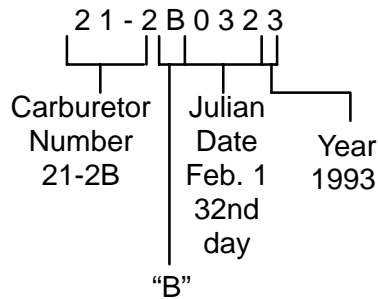 21-2B0323
Carburetor
Number
21-2B
Julian
Date
Feb. 1
32nd
day
Year
1993
“B”